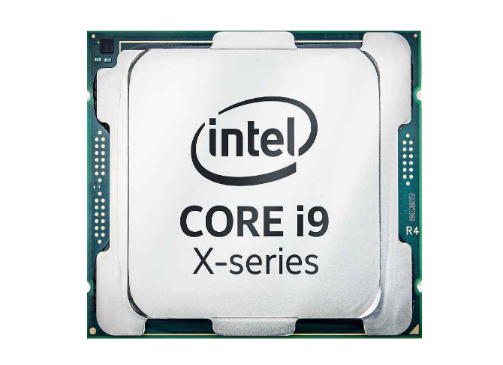 intel
CORE i9
X-series
R4